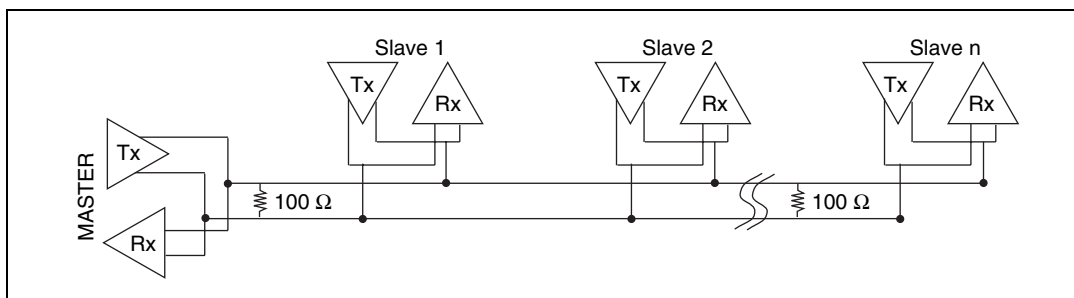 Slave 1
Slave 2
Slave n
Tx
Rx
Tx
Rx
Tx
Rx
MASTER
Tx
Rx
100 Ω
100 Ω